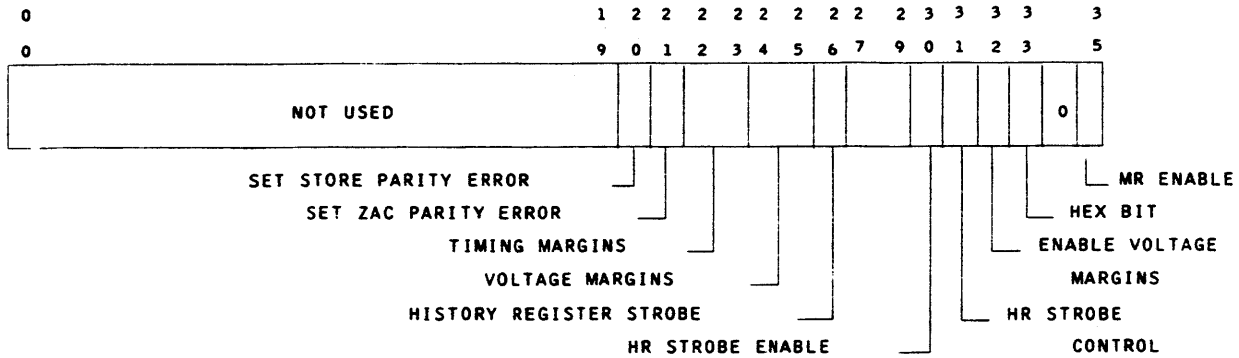 0 1 2 2 2 2 2 2 2 2 2 3 3 3 3 3
0 9 0 1 2 3 4 5 6 7 9 0 1 2 3 5
NOT USED 0
SET STORE PARITY ERROR MR ENABLE
SET ZAC PARITY ERROR HEX BIT
TIMING MARGINS ENABLE VOLTAGE
VOLTAGE MARGINS MARGINS
HISTORY REGISTER STROBE HR STROBE
HR STROBE ENABLE CONTROL